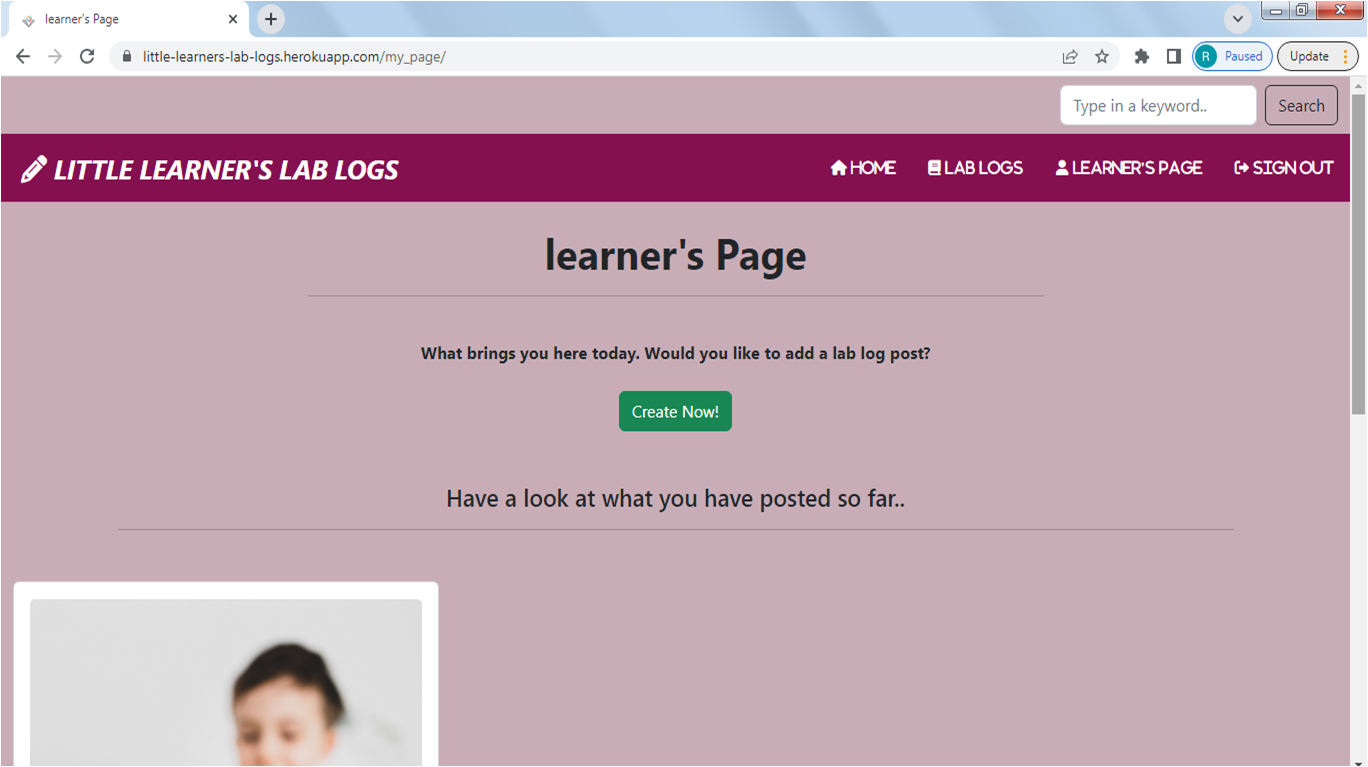 learner's Page
little-learners-lab-logs.herokuapp.com/my_page/
R Paused Update
Type in a keyword.. Search
LITTLE LEARNER'S LAB LOGS HOME LAB LOGS LEARNER'S PAGE SIGN OUT
learner's Page
What brings you here today. Would you like to add a lab log post?
Create Now!
Have a look at what you have posted so far..